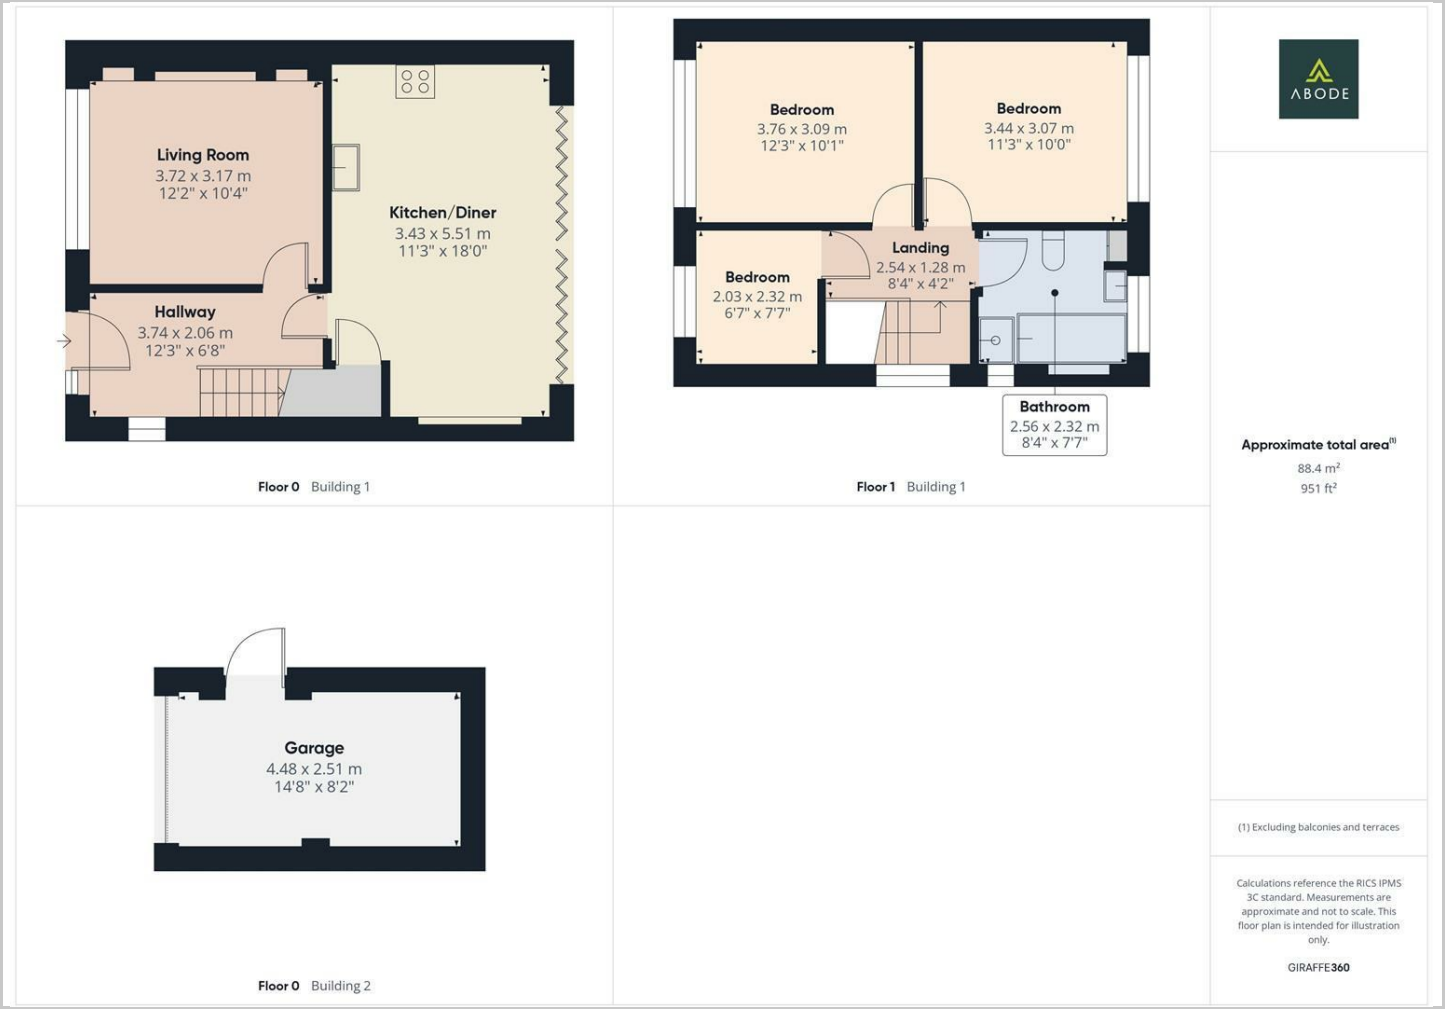 Living Room
3.72 x 3.17 m
12'2" x 10'4"
Kitchen/Diner
3.43 x 5.51 m
11'3" x 18'0"
Hallway
3.74 x 2.06 m
12'3" x 6'8"
Floor 0 Building 1
Bedroom
3.76 x 3.09 m
12'3" x 10'1"
Bedroom
3.44 x 3.07 m
11'3" x 10'0"
Bedroom
2.03 x 2.32 m
6'7" x 7'7"
Landing
2.54 x 1.28 m
8'4" x 4'2"
Bathroom
2.56 x 2.32 m
8'4" x 7'7"
Floor 1 Building 1
Garage
4.48 x 2.51 m
14'8" x 8'2"
Floor 0 Building 2
ABODE
Approximate total area(1)
88.4 m²
951 ft²
(1) Excluding balconies and terraces
Calculations reference the RICS IPMS
3C standard. Measurements are
approximate and not to scale. This
floor plan is intended for illustration
only.
GIRAFFE360